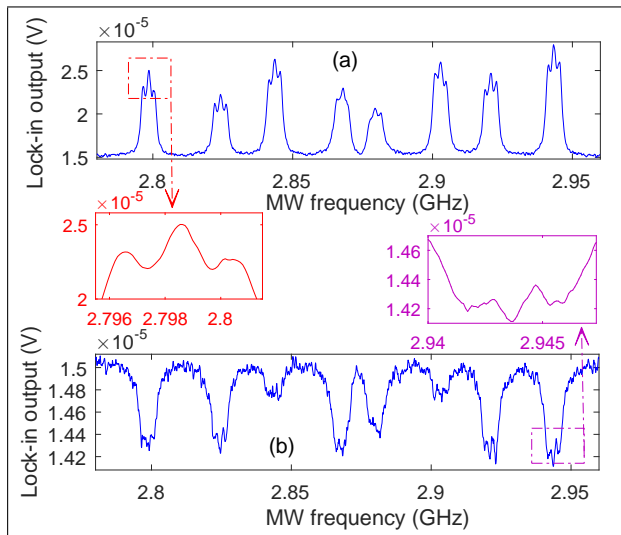 ×10⁻⁵
(a)
Lock-in output (V)
2.5
2
1.5
2.8 2.85 2.9 2.95
MW frequency (GHz)
×10⁻⁵
2.5
2
2.796 2.798 2.8
×10⁻⁵
1.46
1.44
1.42
2.94 2.945
×10⁻⁵
(b)
Lock-in output (V)
1.5
1.48
1.46
1.44
1.42
2.8 2.85 2.9 2.95
MW frequency (GHz)